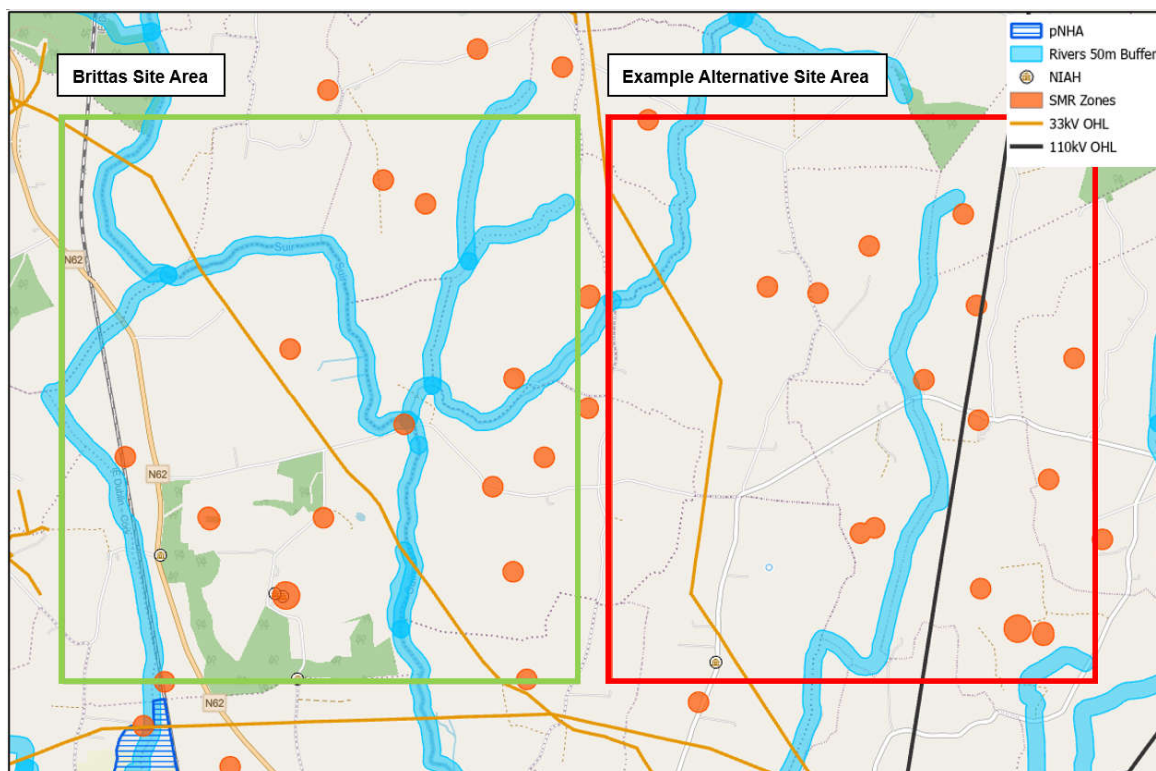 Brittas Site Area
Example Alternative Site Area
pNHA
Rivers 50m Buffer
NIAH
SMR Zones
33kV OHL
110kV OHL
Suir
Suir
N62
N62
N62